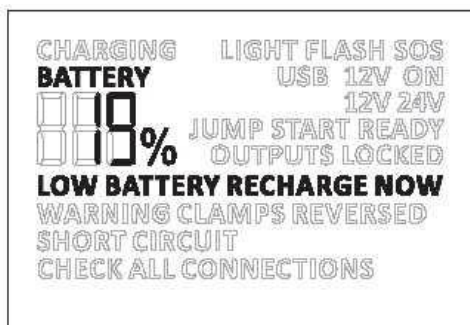 CHARGING LIGHT FLASH SOS
BATTERY USB 12V ON
12V 24V
19% JUMP START READY
OUTPUTS LOCKED
LOW BATTERY RECHARGE NOW
WARNING CLAMPS REVERSED
SHORT CIRCUIT
CHECK ALL CONNECTIONS